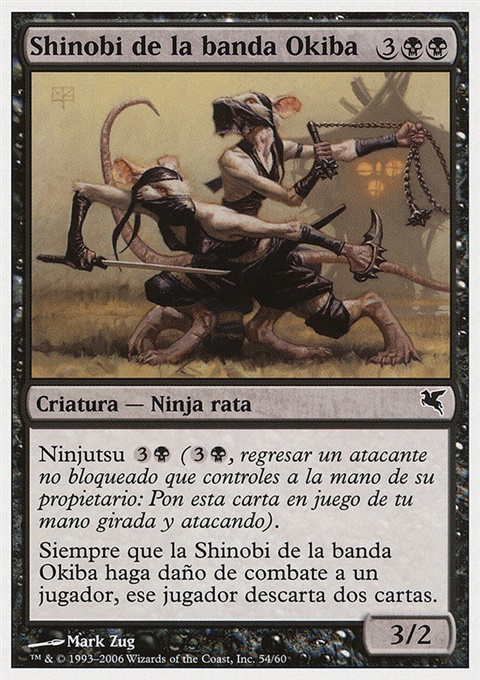 Shinobi de la banda Okiba 3
Criatura — Ninja rata
Ninjutsu 3 (3, regresar un atacante
no bloqueado que controles a la mano de su
propietario: Pon esta carta en juego de tu
mano girada y atacando).
Siempre que la Shinobi de la banda
Okiba haga daño de combate a un
jugador, ese jugador descarta dos cartas.
Mark Zug
3/2
™ & © 1993–2006 Wizards of the Coast, Inc. 54/60